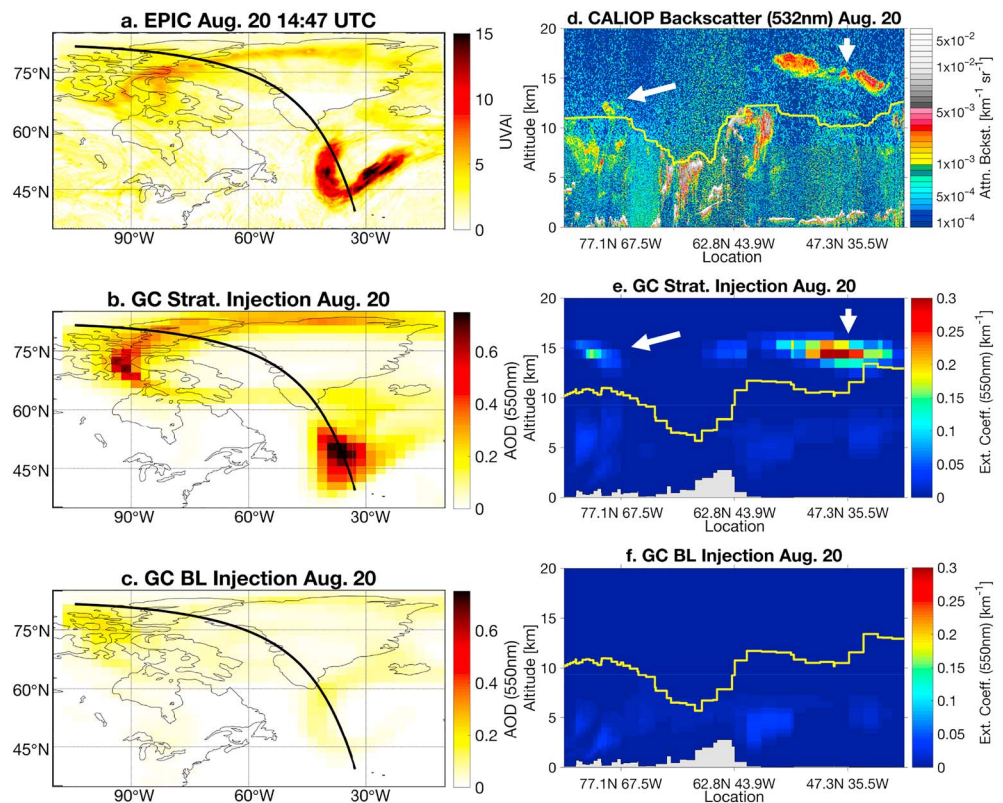 a. EPIC Aug. 20 14:47 UTC
75°N
60°N
45°N
90°W
60°W
30°W
15
10
5
0
UVAI
d. CALIOP Backscatter (532nm) Aug. 20
20
15
10
5
0
Altitude [km]
77.1N 67.5W
62.8N 43.9W
47.3N 35.5W
Location
5x10⁻²
1x10⁻²
5x10⁻³
1x10⁻³
5x10⁻⁴
1x10⁻⁴
Attn. Bckst. [km⁻¹ sr⁻¹]
b. GC Strat. Injection Aug. 20
75°N
60°N
45°N
90°W
60°W
30°W
0.6
0.4
0.2
0
AOD (550nm)
e. GC Strat. Injection Aug. 20
20
15
10
5
0
Altitude [km]
77.1N 67.5W
62.8N 43.9W
47.3N 35.5W
Location
0.3
0.25
0.2
0.15
0.1
0.05
0
Ext. Coeff. (550nm) [km⁻¹]
c. GC BL Injection Aug. 20
75°N
60°N
45°N
90°W
60°W
30°W
0.6
0.4
0.2
0
AOD (550nm)
f. GC BL Injection Aug. 20
20
15
10
5
0
Altitude [km]
77.1N 67.5W
62.8N 43.9W
47.3N 35.5W
Location
0.3
0.25
0.2
0.15
0.1
0.05
0
Ext. Coeff. (550nm) [km⁻¹]